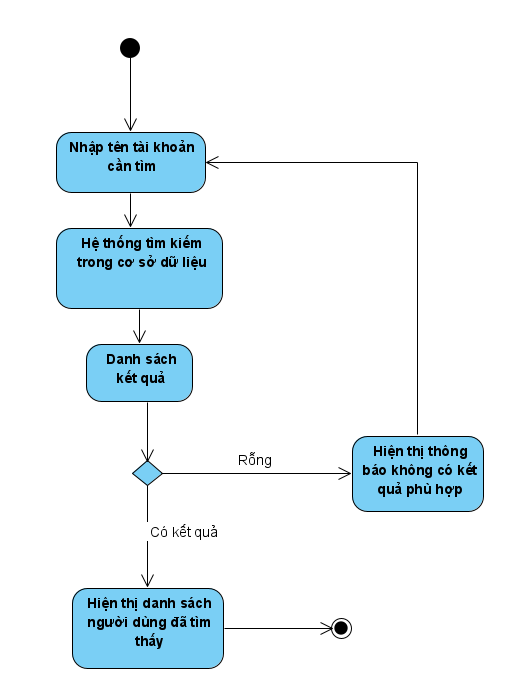 Nhập tên tài khoản
cần tìm
Hệ thống tìm kiếm
trong cơ sở dữ liệu
Danh sách
kết quả
Rỗng
Hiện thị thông
báo không có kết
quả phù hợp
Có kết quả
Hiện thị danh sách
người dùng đã tìm
thấy